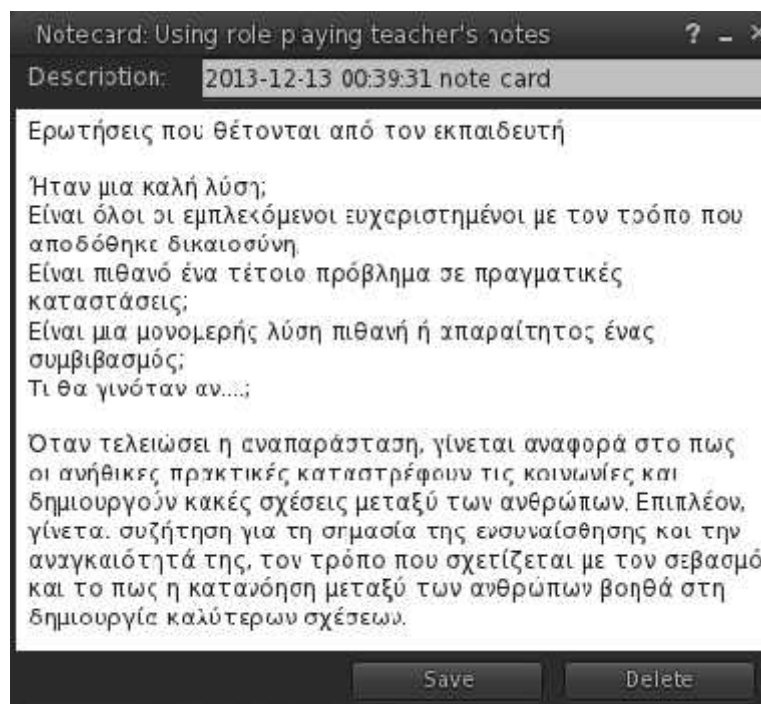 Notecard: Using role playing teacher's notes ? _ ×
Description: 2013-12-13 00:39:31 note card
Ερωτήσεις που θέτονται από τον εκπαιδευτή
Ήταν μια καλή λύση;
Είναι όλοι οι εμπλεκόμενοι ευχαριστημένοι με τον τρόπο που
αποδόθηκε δικαιοσύνη.
Είναι πιθανό ένα τέτοιο πρόβλημα σε πραγματικές
καταστάσεις;
Είναι μια μονομερής λύση πιθανή ή απαραίτητος ένας
συμβιβασμός;
Τι θα γινόταν αν....;
Όταν τελειώσει η αναπαράσταση, γίνεται αναφορά στο πως
οι ανήθικες πρακτικές καταστρέφουν τις κοινωνίες και
δημιουργούν κακές σχέσεις μεταξύ των ανθρώπων. Επιπλέον,
γίνεται συζήτηση για τη σημασία της ενσυναίσθησης και την
αναγκαιότητά της, τον τρόπο που σχετίζεται με τον σεβασμό
και το πως η κατανόηση μεταξύ των ανθρώπων βοηθά στη
δημιουργία καλύτερων σχέσεων.
Save Delete